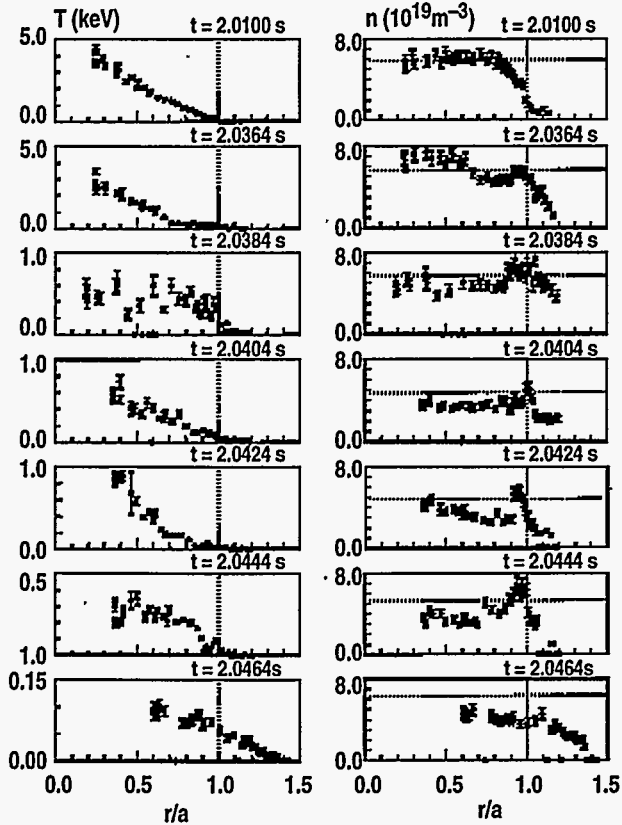 T (keV) n (10^19 m^-3)
t = 2.0100 s t = 2.0100 s
5.0 8.0
0.0 0.0
t = 2.0364 s t = 2.0364 s
5.0 8.0
0.0 0.0
t = 2.0384 s t = 2.0384 s
1.0 8.0
0.0 0.0
t = 2.0404 s t = 2.0404 s
1.0 8.0
0.0 0.0
t = 2.0424 s t = 2.0424 s
1.0 8.0
0.0 0.0
t = 2.0444 s t = 2.0444 s
0.5 8.0
1.0 0.0
t = 2.0464s t = 2.0464s
0.15 8.0
0.00 0.0
0.0 0.5 1.0 1.5 0.0 0.5 1.0 1.5
r/a r/a